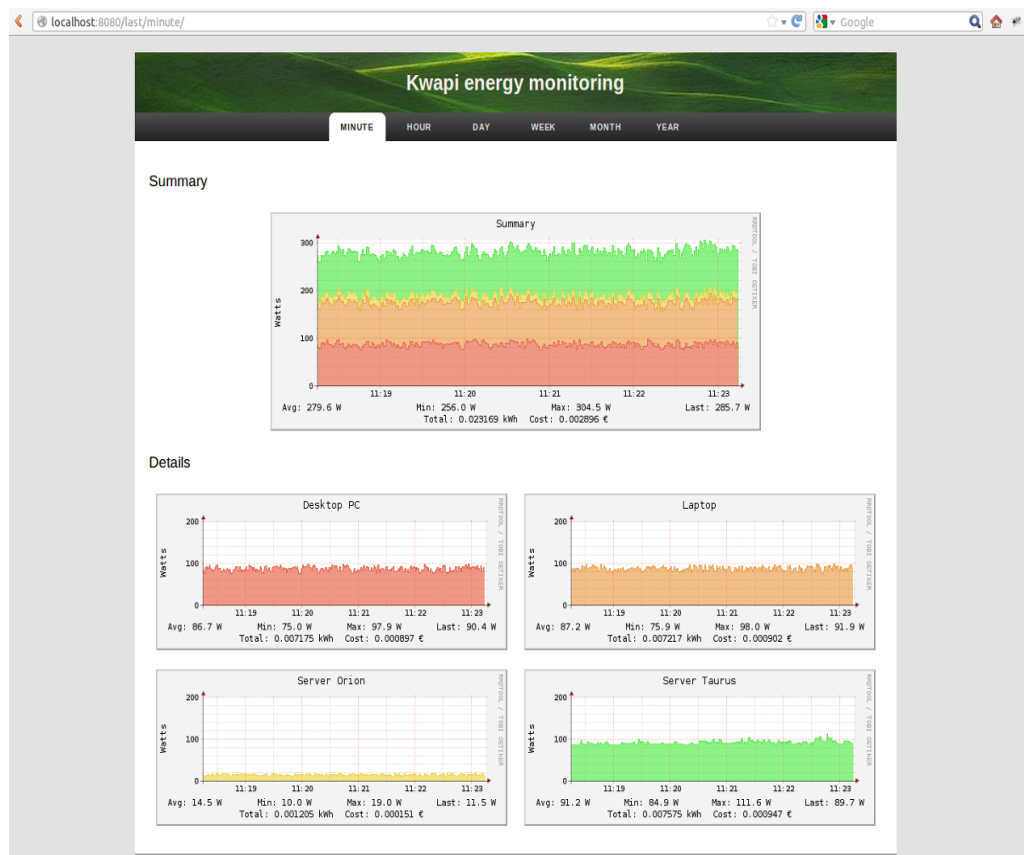 localhost:8080/last/minute/
Google
Kwapi energy monitoring
MINUTE HOUR DAY WEEK MONTH YEAR
Summary
Summary
RRDTOOL / TOBI OETIKER
Watts
300
200
100
0
11:19 11:20 11:21 11:22 11:23
Avg: 279.6 W Min: 256.0 W Max: 304.5 W Last: 285.7 W
Total: 0.023169 kWh Cost: 0.002896 €
Details
Desktop PC
RRDTOOL / TOBI OETIKER
Watts
200
100
0
11:19 11:20 11:21 11:22 11:23
Avg: 86.7 W Min: 75.0 W Max: 97.9 W Last: 90.4 W
Total: 0.007175 kWh Cost: 0.000897 €
Laptop
RRDTOOL / TOBI OETIKER
Watts
200
100
0
11:19 11:20 11:21 11:22 11:23
Avg: 87.2 W Min: 75.9 W Max: 98.0 W Last: 91.9 W
Total: 0.007217 kWh Cost: 0.000902 €
Server Orion
RRDTOOL / TOBI OETIKER
Watts
200
100
0
11:19 11:20 11:21 11:22 11:23
Avg: 14.5 W Min: 10.0 W Max: 19.0 W Last: 11.5 W
Total: 0.001205 kWh Cost: 0.000151 €
Server Taurus
RRDTOOL / TOBI OETIKER
Watts
200
100
0
11:19 11:20 11:21 11:22 11:23
Avg: 91.2 W Min: 84.9 W Max: 111.6 W Last: 89.7 W
Total: 0.007575 kWh Cost: 0.000947 €